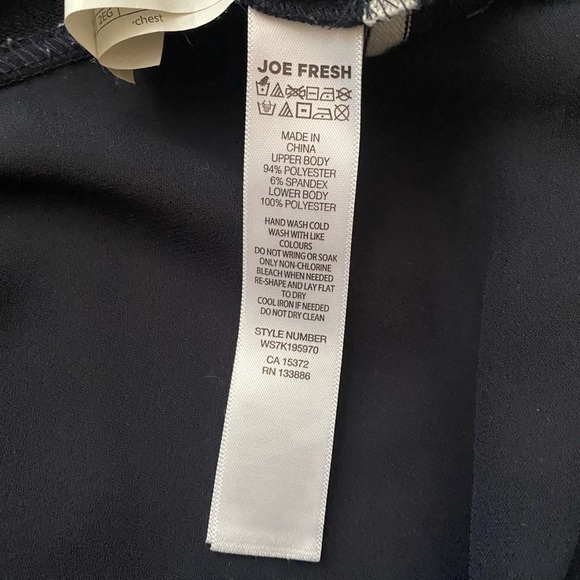 2EG
-chest
JOE FRESH
MADE IN
CHINA
UPPER BODY
94% POLYESTER
6% SPANDEX
LOWER BODY
100% POLYESTER
HAND WASH COLD
WASH WITH LIKE
COLOURS
DO NOT WRING OR SOAK
ONLY NON-CHLORINE
BLEACH WHEN NEEDED
RE-SHAPE AND LAY FLAT
TO DRY
COOL IRON IF NEEDED
DO NOT DRY CLEAN
STYLE NUMBER
WS7K195970
CA 15372
RN 133886